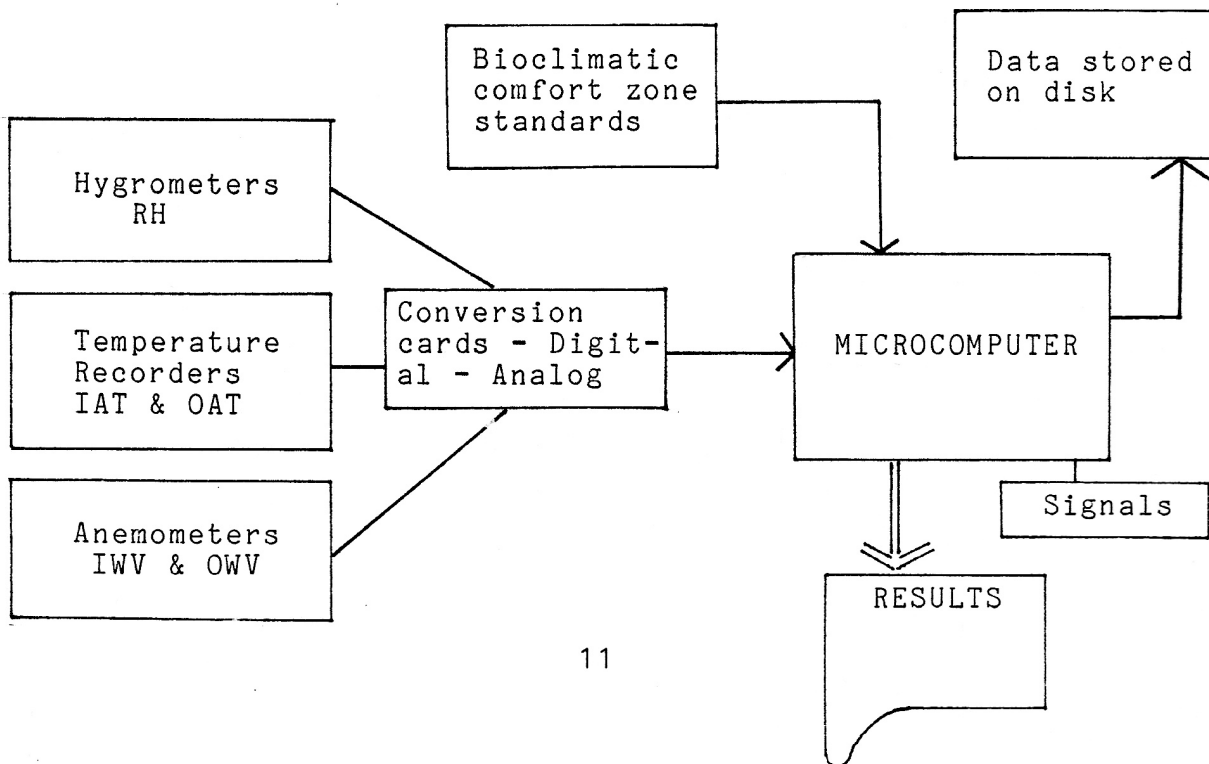 Bioclimatic
comfort zone
standards
Data stored
on disk
Hygrometers
RH
Temperature
Recorders
IAT & OAT
Anemometers
IWV & OWV
Conversion
cards - Digit-
al - Analog
MICROCOMPUTER
Signals
RESULTS
11